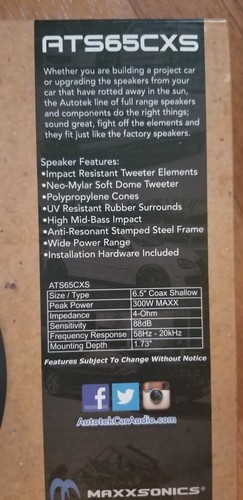 ATS65CXS
Whether you are building a project car
or upgrading the speakers from your
car that have rotted away in the sun,
the Autotek line of full range speakers
and components do the right things;
sound great, fight off the elements and
they fit just like the factory speakers.
Speaker Features:
•Impact Resistant Tweeter Elements
•Neo-Mylar Soft Dome Tweeter
•Polypropylene Cones
•UV Resistant Rubber Surrounds
•High Mid-Bass Impact
•Anti-Resonant Stamped Steel Frame
•Wide Power Range
•Installation Hardware Included
ATS65CXS
Size / Type 6.5" Coax Shallow
Peak Power 300W MAXX
Impedance 4-Ohm
Sensitivity 88dB
Frequency Response 58Hz - 20kHz
Mounting Depth 1.73"
Features Subject To Change Without Notice
AutotekCarAudio.com
MAXXSONICS®